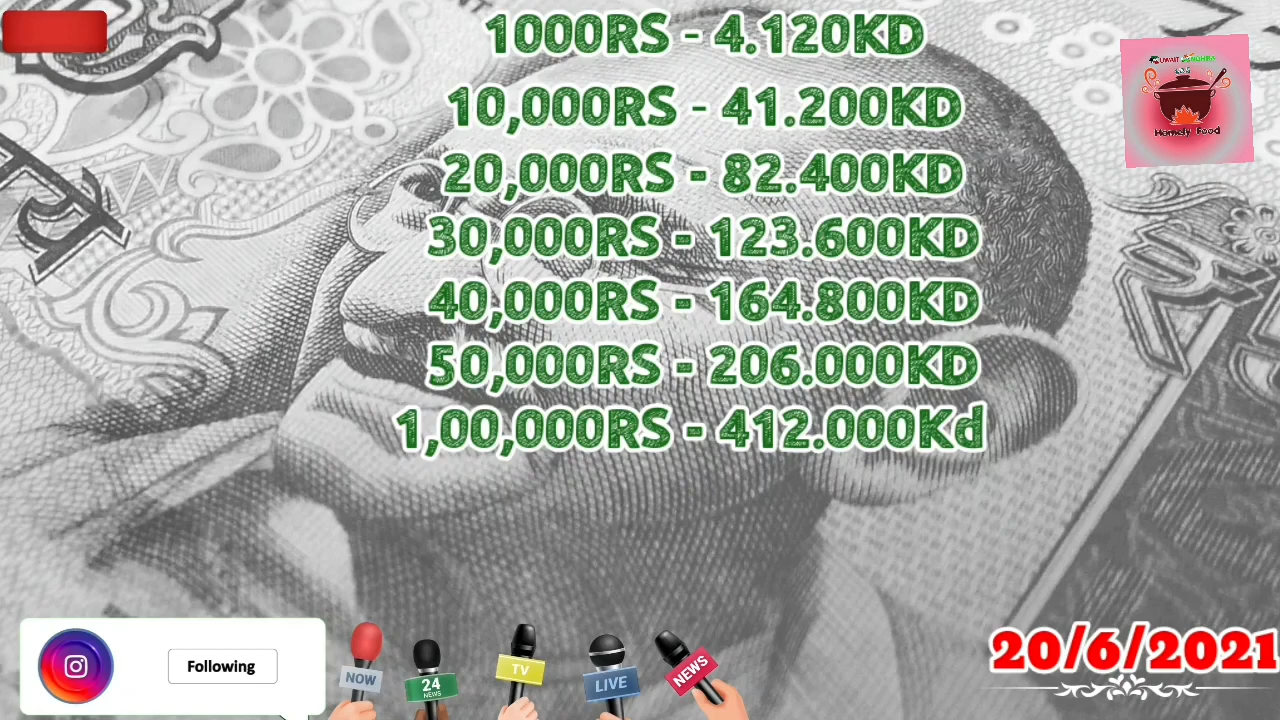 1000RS - 4.120KD
10,000RS - 41.200KD
20,000RS - 82.400KD
30,000RS - 123.600KD
40,000RS - 164.800KD
50,000RS - 206.000KD
1,00,000RS - 412.000Kd
KUWAIT ANDHRA
Homely Food
Following
NOW
24
NEWS
TV
LIVE
NEWS
20/6/2021